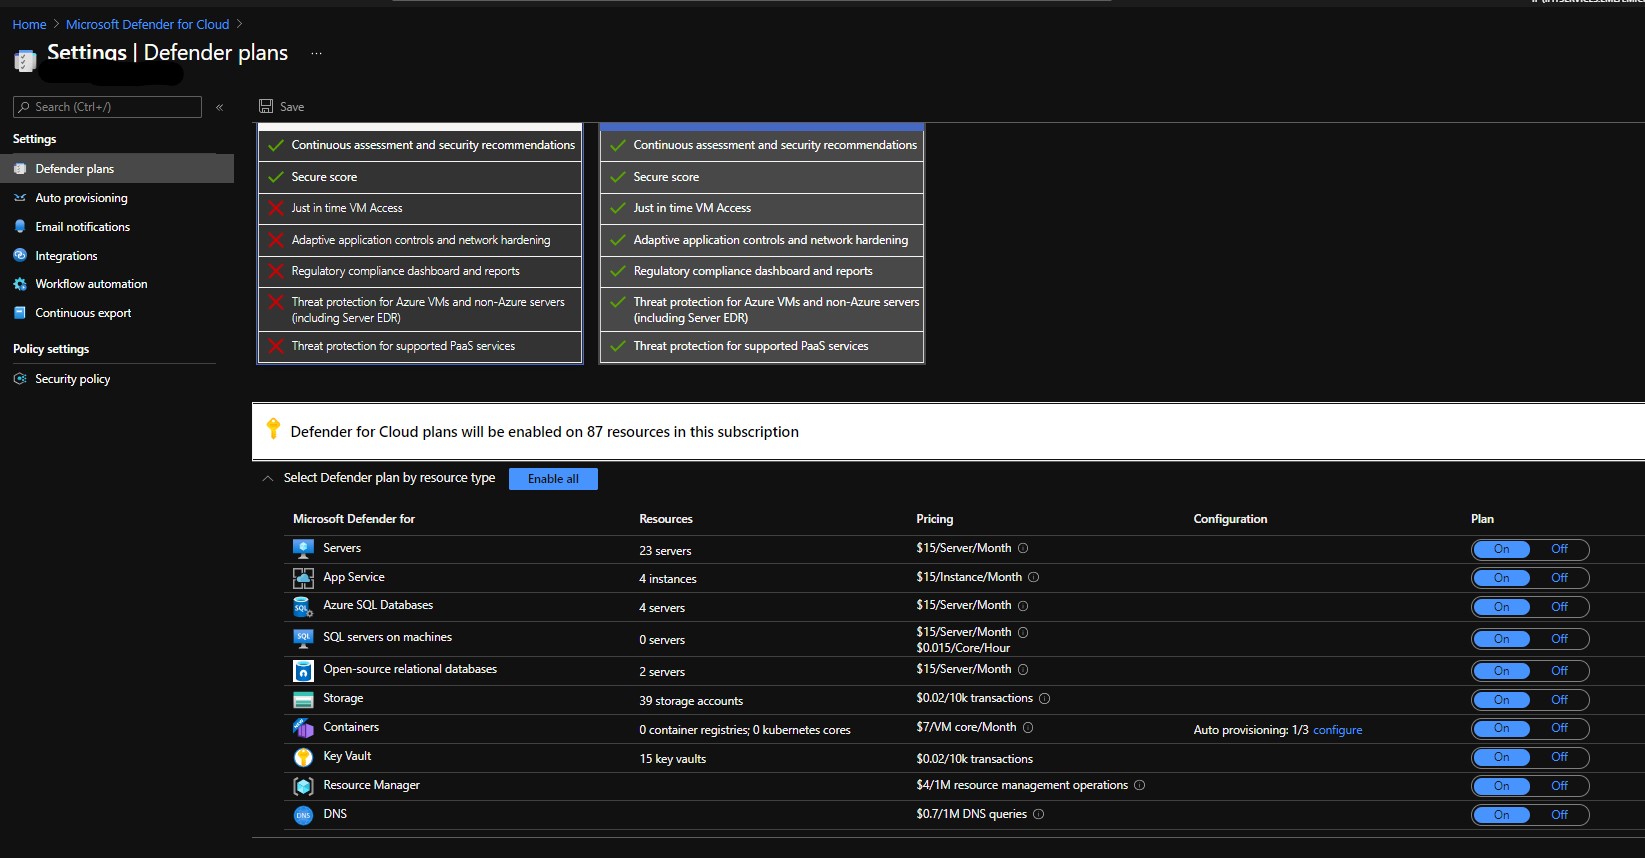 Home > Microsoft Defender for Cloud >
Settings | Defender plans ...
Search (Ctrl+/)
«
Save
Settings
Defender plans
Auto provisioning
Email notifications
Integrations
Workflow automation
Continuous export
Policy settings
Security policy
Continuous assessment and security recommendations
Secure score
Just in time VM Access
Adaptive application controls and network hardening
Regulatory compliance dashboard and reports
Threat protection for Azure VMs and non-Azure servers
(including Server EDR)
Threat protection for supported PaaS services
Continuous assessment and security recommendations
Secure score
Just in time VM Access
Adaptive application controls and network hardening
Regulatory compliance dashboard and reports
Threat protection for Azure VMs and non-Azure servers
(including Server EDR)
Threat protection for supported PaaS services
Defender for Cloud plans will be enabled on 87 resources in this subscription
Select Defender plan by resource type Enable all
Microsoft Defender for Resources Pricing Configuration Plan
Servers 23 servers $15/Server/Month On Off
App Service 4 instances $15/Instance/Month On Off
SQL Azure SQL Databases 4 servers $15/Server/Month On Off
SQL SQL servers on machines 0 servers $15/Server/Month On Off
$0.015/Core/Hour
Open-source relational databases 2 servers $15/Server/Month On Off
Storage 39 storage accounts $0.02/10k transactions On Off
Containers 0 container registries; 0 kubernetes cores $7/VM core/Month Auto provisioning: 1/3 configure On Off
Key Vault 15 key vaults $0.02/10k transactions On Off
Resource Manager $4/1M resource management operations On Off
DNS DNS $0.7/1M DNS queries On Off